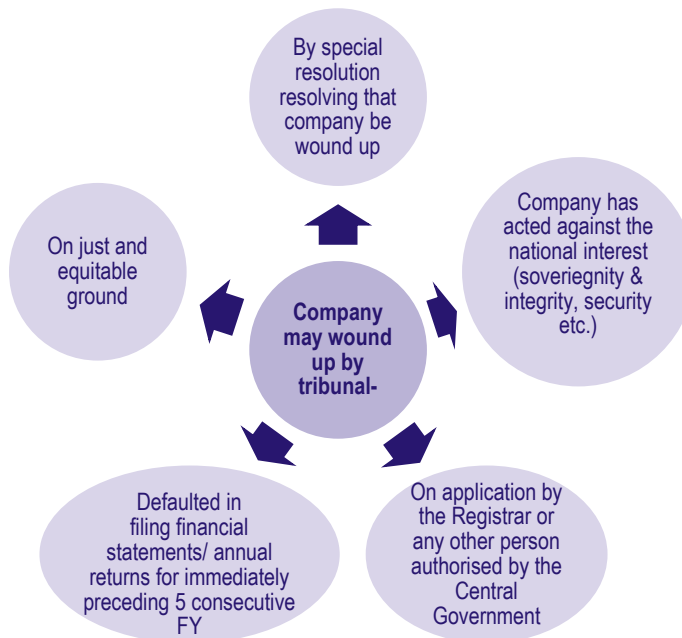 By special
resolution
resolving that
company be
wound up
Company has
acted against the
national interest
(soveriegnity &
integrity, security
etc.)
On just and
equitable
ground
Company
may wound
up by
tribunal-
Defaulted in
filing financial
statements/ annual
returns for immediately
preceding 5 consecutive
FY
On application by
the Registrar or
any other person
authorised by the
Central
Government